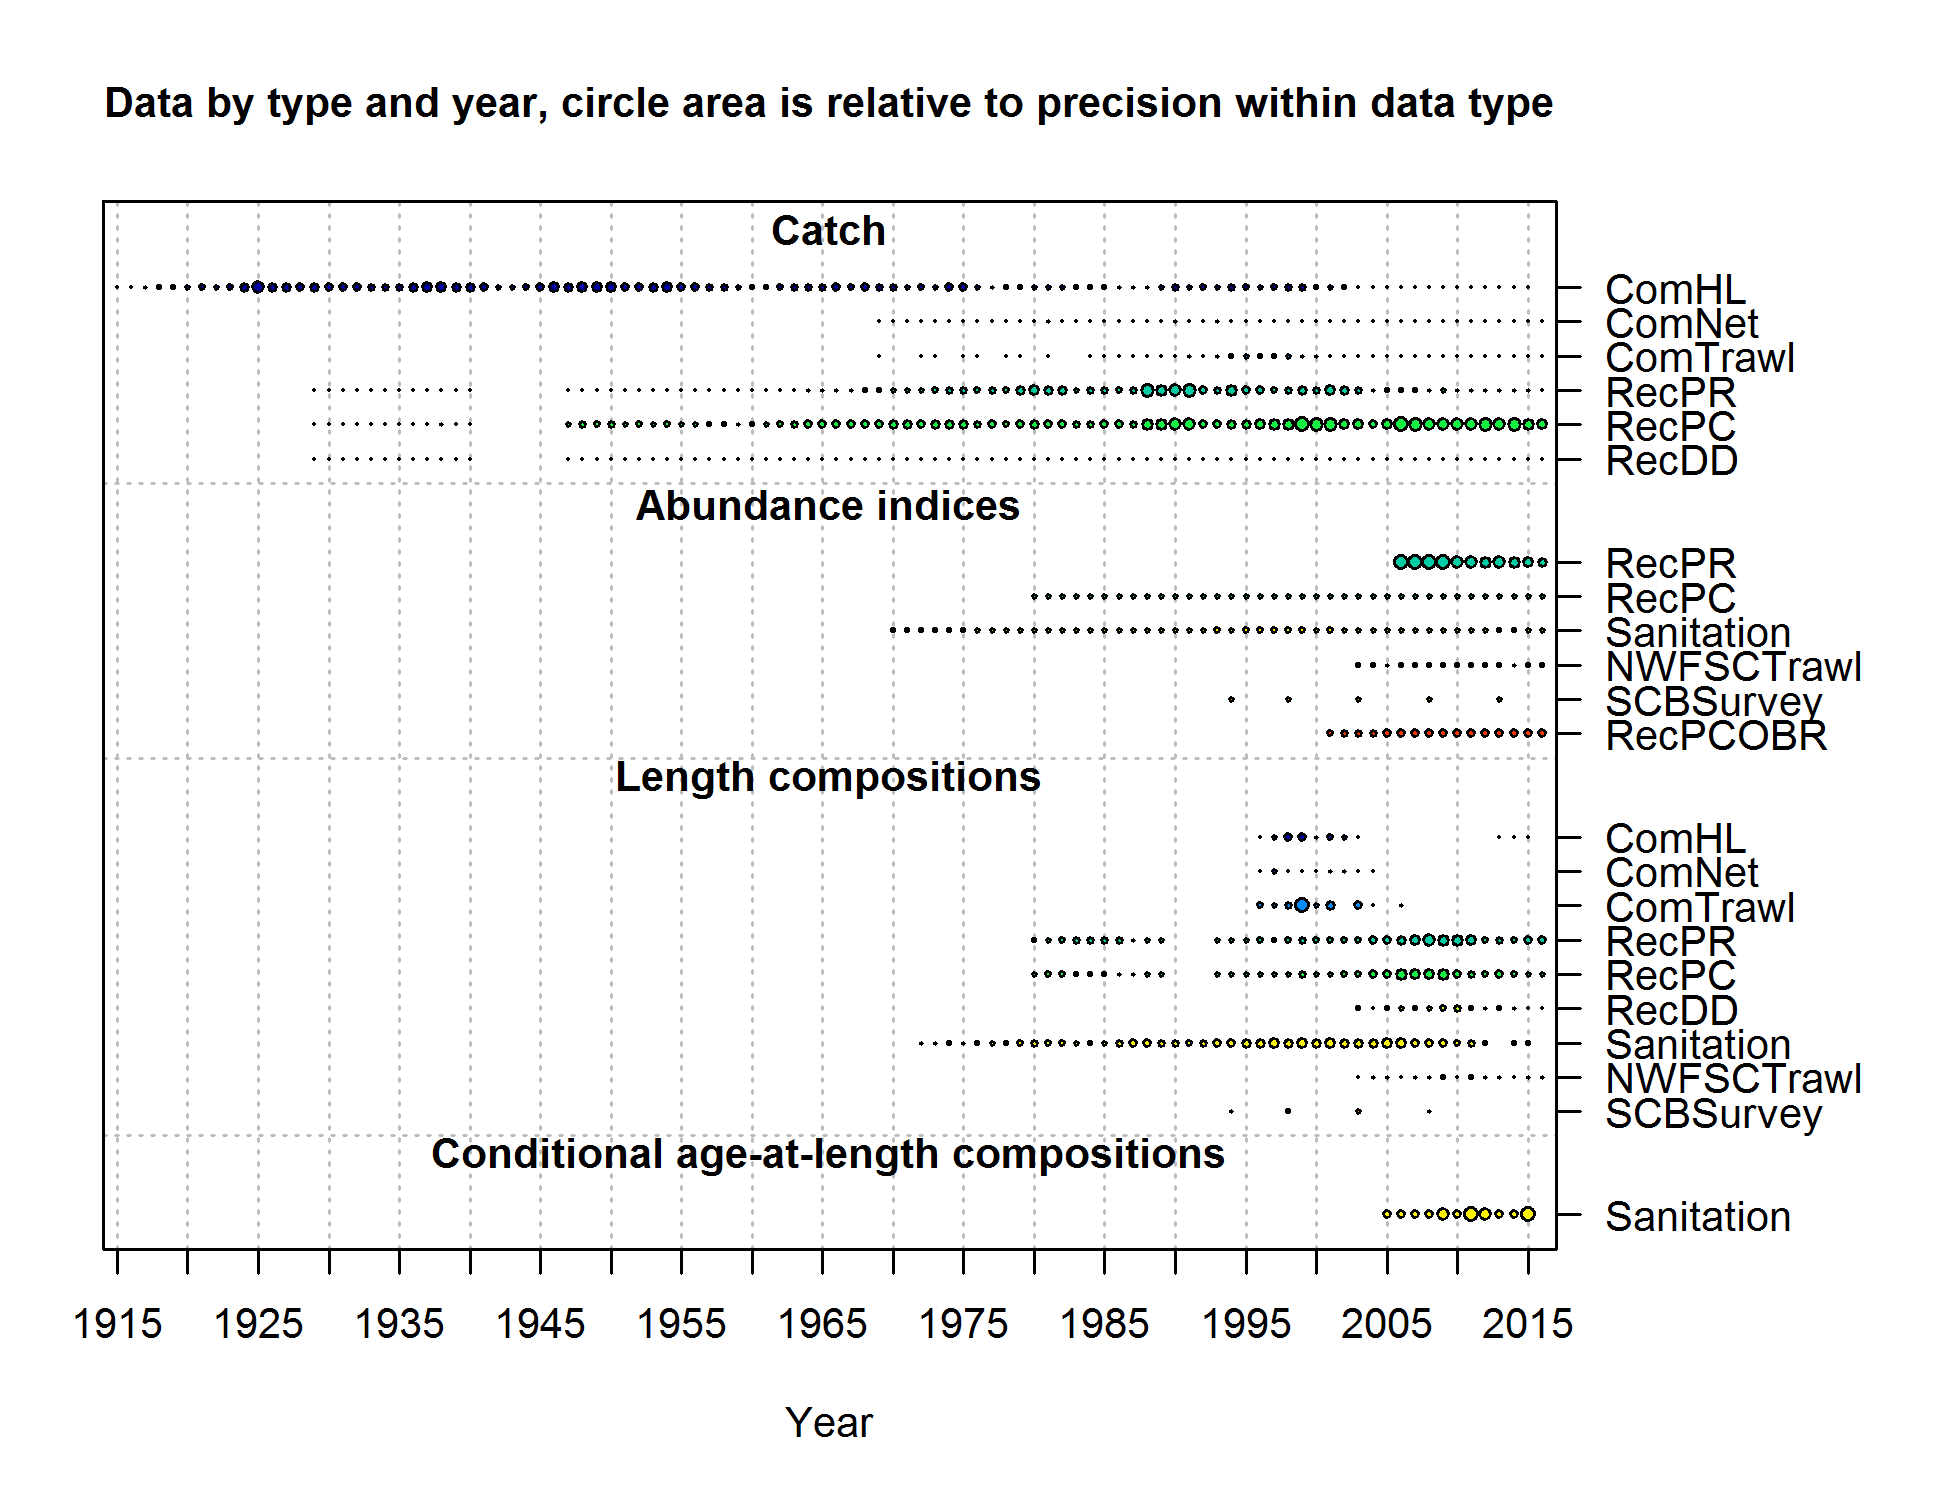 Data by type and year, circle area is relative to precision within data type
Catch
ComHL
ComNet
ComTrawl
RecPR
RecPC
RecDD
Abundance indices
RecPR
RecPC
Sanitation
NWFSCTrawl
SCBSurvey
RecPCOBR
Length compositions
ComHL
ComNet
ComTrawl
RecPR
RecPC
RecDD
Sanitation
NWFSCTrawl
SCBSurvey
Conditional age-at-length compositions
Sanitation
1915 1925 1935 1945 1955 1965 1975 1985 1995 2005 2015
Year